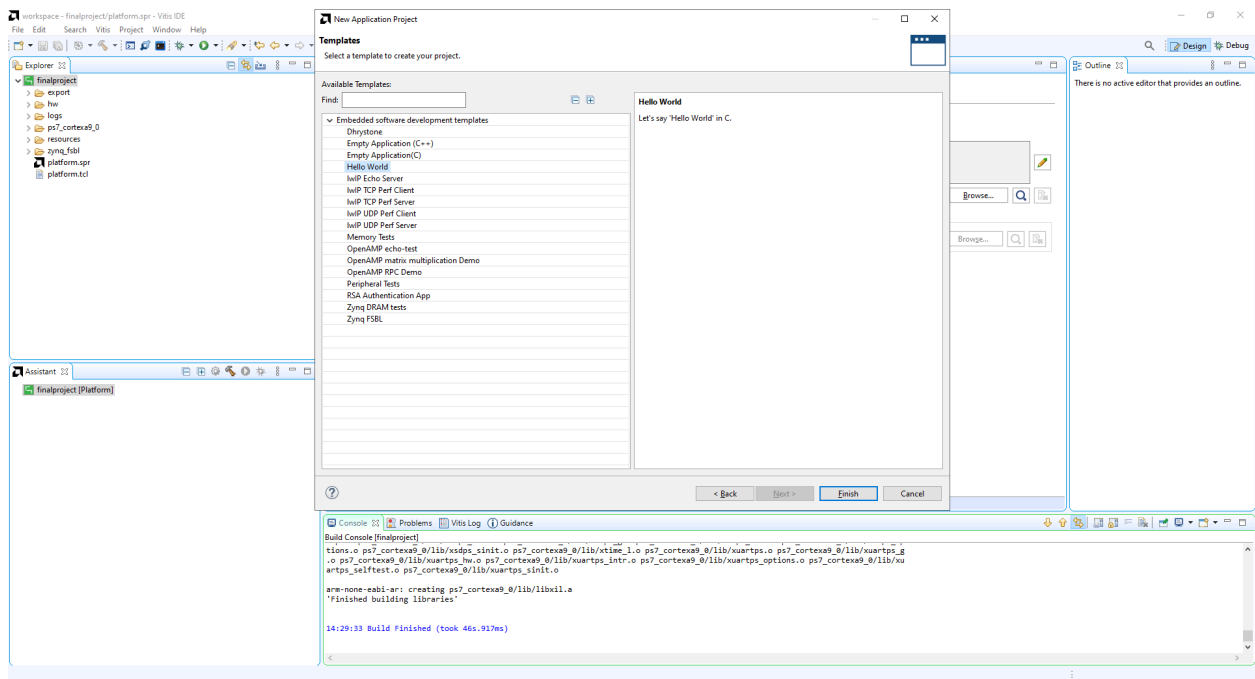 workspace - finalproject/platform.spr - Vitis IDE
File Edit Search Vitis Project Window Help
Design
Debug
Explorer
finalproject
export
hw
logs
ps7_cortexa9_0
resources
zynq_fsbl
platform.spr
platform.tcl
Assistant
finalproject [Platform]
New Application Project
Templates
Select a template to create your project.
Available Templates:
Find:
Embedded software development templates
Dhrystone
Empty Application (C++)
Empty Application(C)
Hello World
lwIP Echo Server
lwIP TCP Perf Client
lwIP TCP Perf Server
lwIP UDP Perf Client
lwIP UDP Perf Server
Memory Tests
OpenAMP echo-test
OpenAMP matrix multiplication Demo
OpenAMP RPC Demo
Peripheral Tests
RSA Authentication App
Zynq DRAM tests
Zynq FSBL
Hello World
Let's say 'Hello World' in C.
< Back
Next >
Finish
Cancel
Browse...
Browse...
Outline
There is no active editor that provides an outline.
Console
Problems
Vitis Log
Guidance
Build Console [finalproject]
tions.o ps7_cortexa9_0/lib/xsdps_sinit.o ps7_cortexa9_0/lib/xtime_l.o ps7_cortexa9_0/lib/xuartps.o ps7_cortexa9_0/lib/xuartps_g
.o ps7_cortexa9_0/lib/xuartps_hw.o ps7_cortexa9_0/lib/xuartps_intr.o ps7_cortexa9_0/lib/xuartps_options.o ps7_cortexa9_0/lib/xu
artps_selftest.o ps7_cortexa9_0/lib/xuartps_sinit.o
arm-none-eabi-ar: creating ps7_cortexa9_0/lib/libxil.a
'Finished building libraries'
14:29:33 Build Finished (took 46s.917ms)